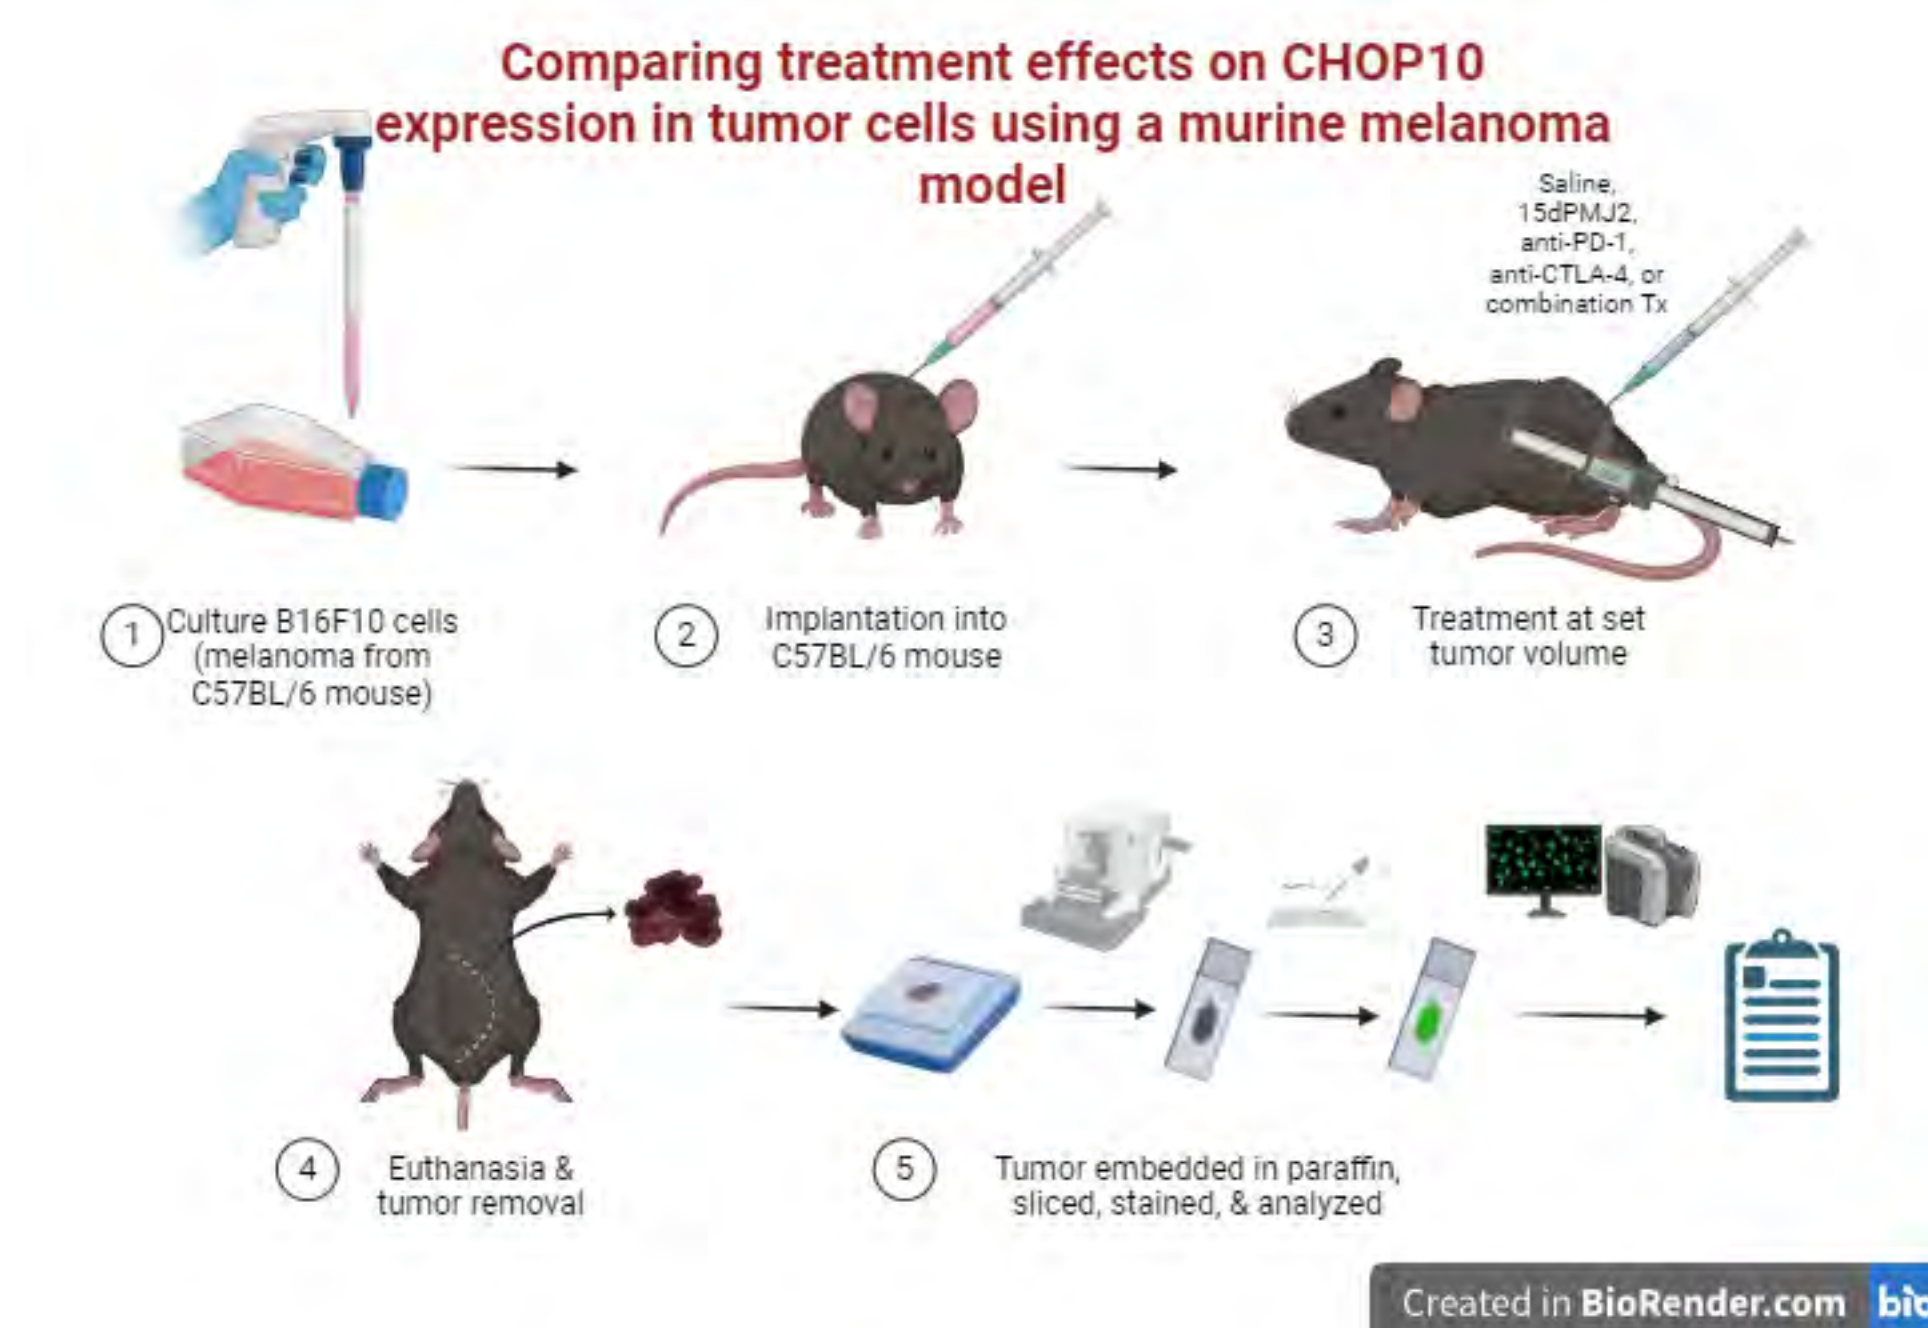 Comparing treatment effects on CHOP10
expression in tumor cells using a murine melanoma
model
Saline,
15dPMJ2,
anti-PD-1,
anti-CTLA-4, or
combination Tx
1
Culture B16F10 cells
(melanoma from
C57BL/6 mouse)
2
Implantation into
C57BL/6 mouse
3
Treatment at set
tumor volume
4
Euthanasia &
tumor removal
5
Tumor embedded in paraffin,
sliced, stained, & analyzed
Created in BioRender.com bio